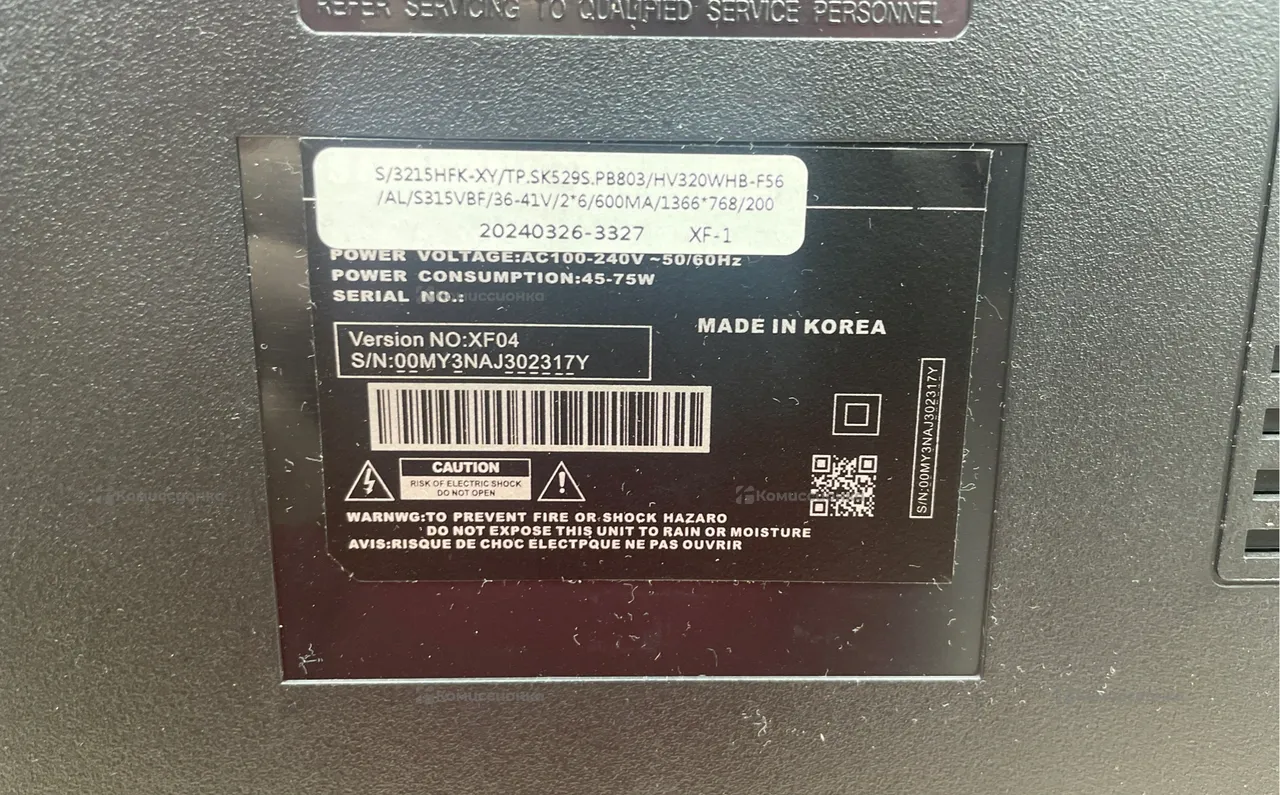 REFER SERVICING TO QUALIFIED SERVICE PERSONNEL
S/3215HFK-XY/TP.SK529S.PB803/HV320WHB-F56
/AL/S315VBF/36-41V/2*6/600MA/1366*768/200
20240326-3327 XF-1
POWER VOLTAGE:AC100-240V ~50/60Hz
POWER CONSUMPTION:45-75W
SERIAL NO.:
Комиссионка
MADE IN KOREA
Version NO:XF04
S/N:00MY3NAJ302317Y
S/N:00MY3NAJ302317Y
CAUTION
RISK OF ELECTRIC SHOCK
DO NOT OPEN
Комиссионка
Комиссионка
WARNWG:TO PREVENT FIRE OR SHOCK HAZARO
DO NOT EXPOSE THIS UNIT TO RAIN OR MOISTURE
AVIS:RISQUE DE CHOC ELECTPQUE NE PAS OUVRIR
Комиссионка